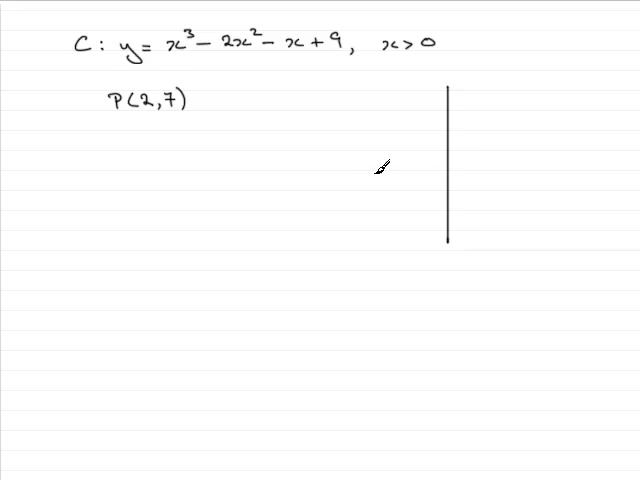 C: y = x³ - 2x² - x + 9, x > 0
P(2,7)